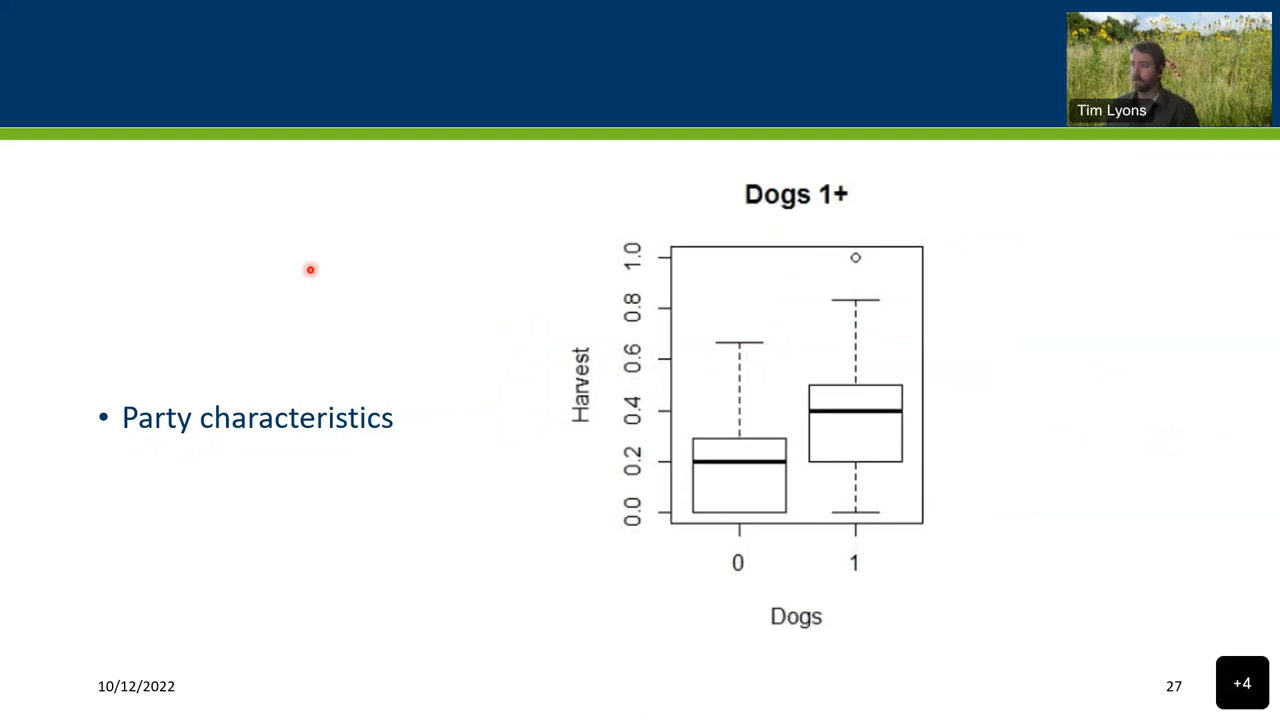 Tim Lyons
Dogs 1+
1.0
0.8
0.6
0.4
0.2
0.0
Harvest
0
1
Dogs
• Party characteristics
10/12/2022
27
+4